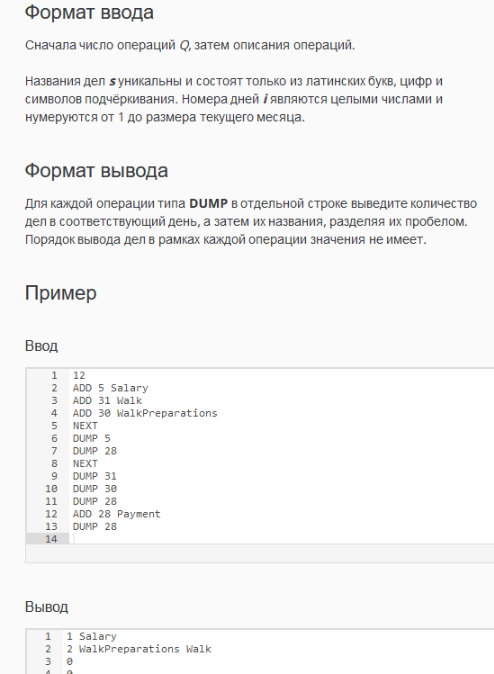 Формат ввода
Сначала число операций Q, затем описания операций.
Названия дел s уникальны и состоят только из латинских букв, цифр и
символов подчёркивания. Номера дней i являются целыми числами и
нумеруются от 1 до размера текущего месяца.
Формат вывода
Для каждой операции типа DUMP в отдельной строке выведите количество
дел в соответствующий день, а затем их названия, разделяя их пробелом.
Порядок вывода дел в рамках каждой операции значения не имеет.
Пример
Ввод
1 12
2 ADD 5 Salary
3 ADD 31 Walk
4 ADD 30 WalkPreparations
5 NEXT
6 DUMP 5
7 DUMP 28
8 NEXT
9 DUMP 31
10 DUMP 30
11 DUMP 28
12 ADD 28 Payment
13 DUMP 28
14
Вывод
1 1 Salary
2 2 WalkPreparations Walk
3 0
4 0